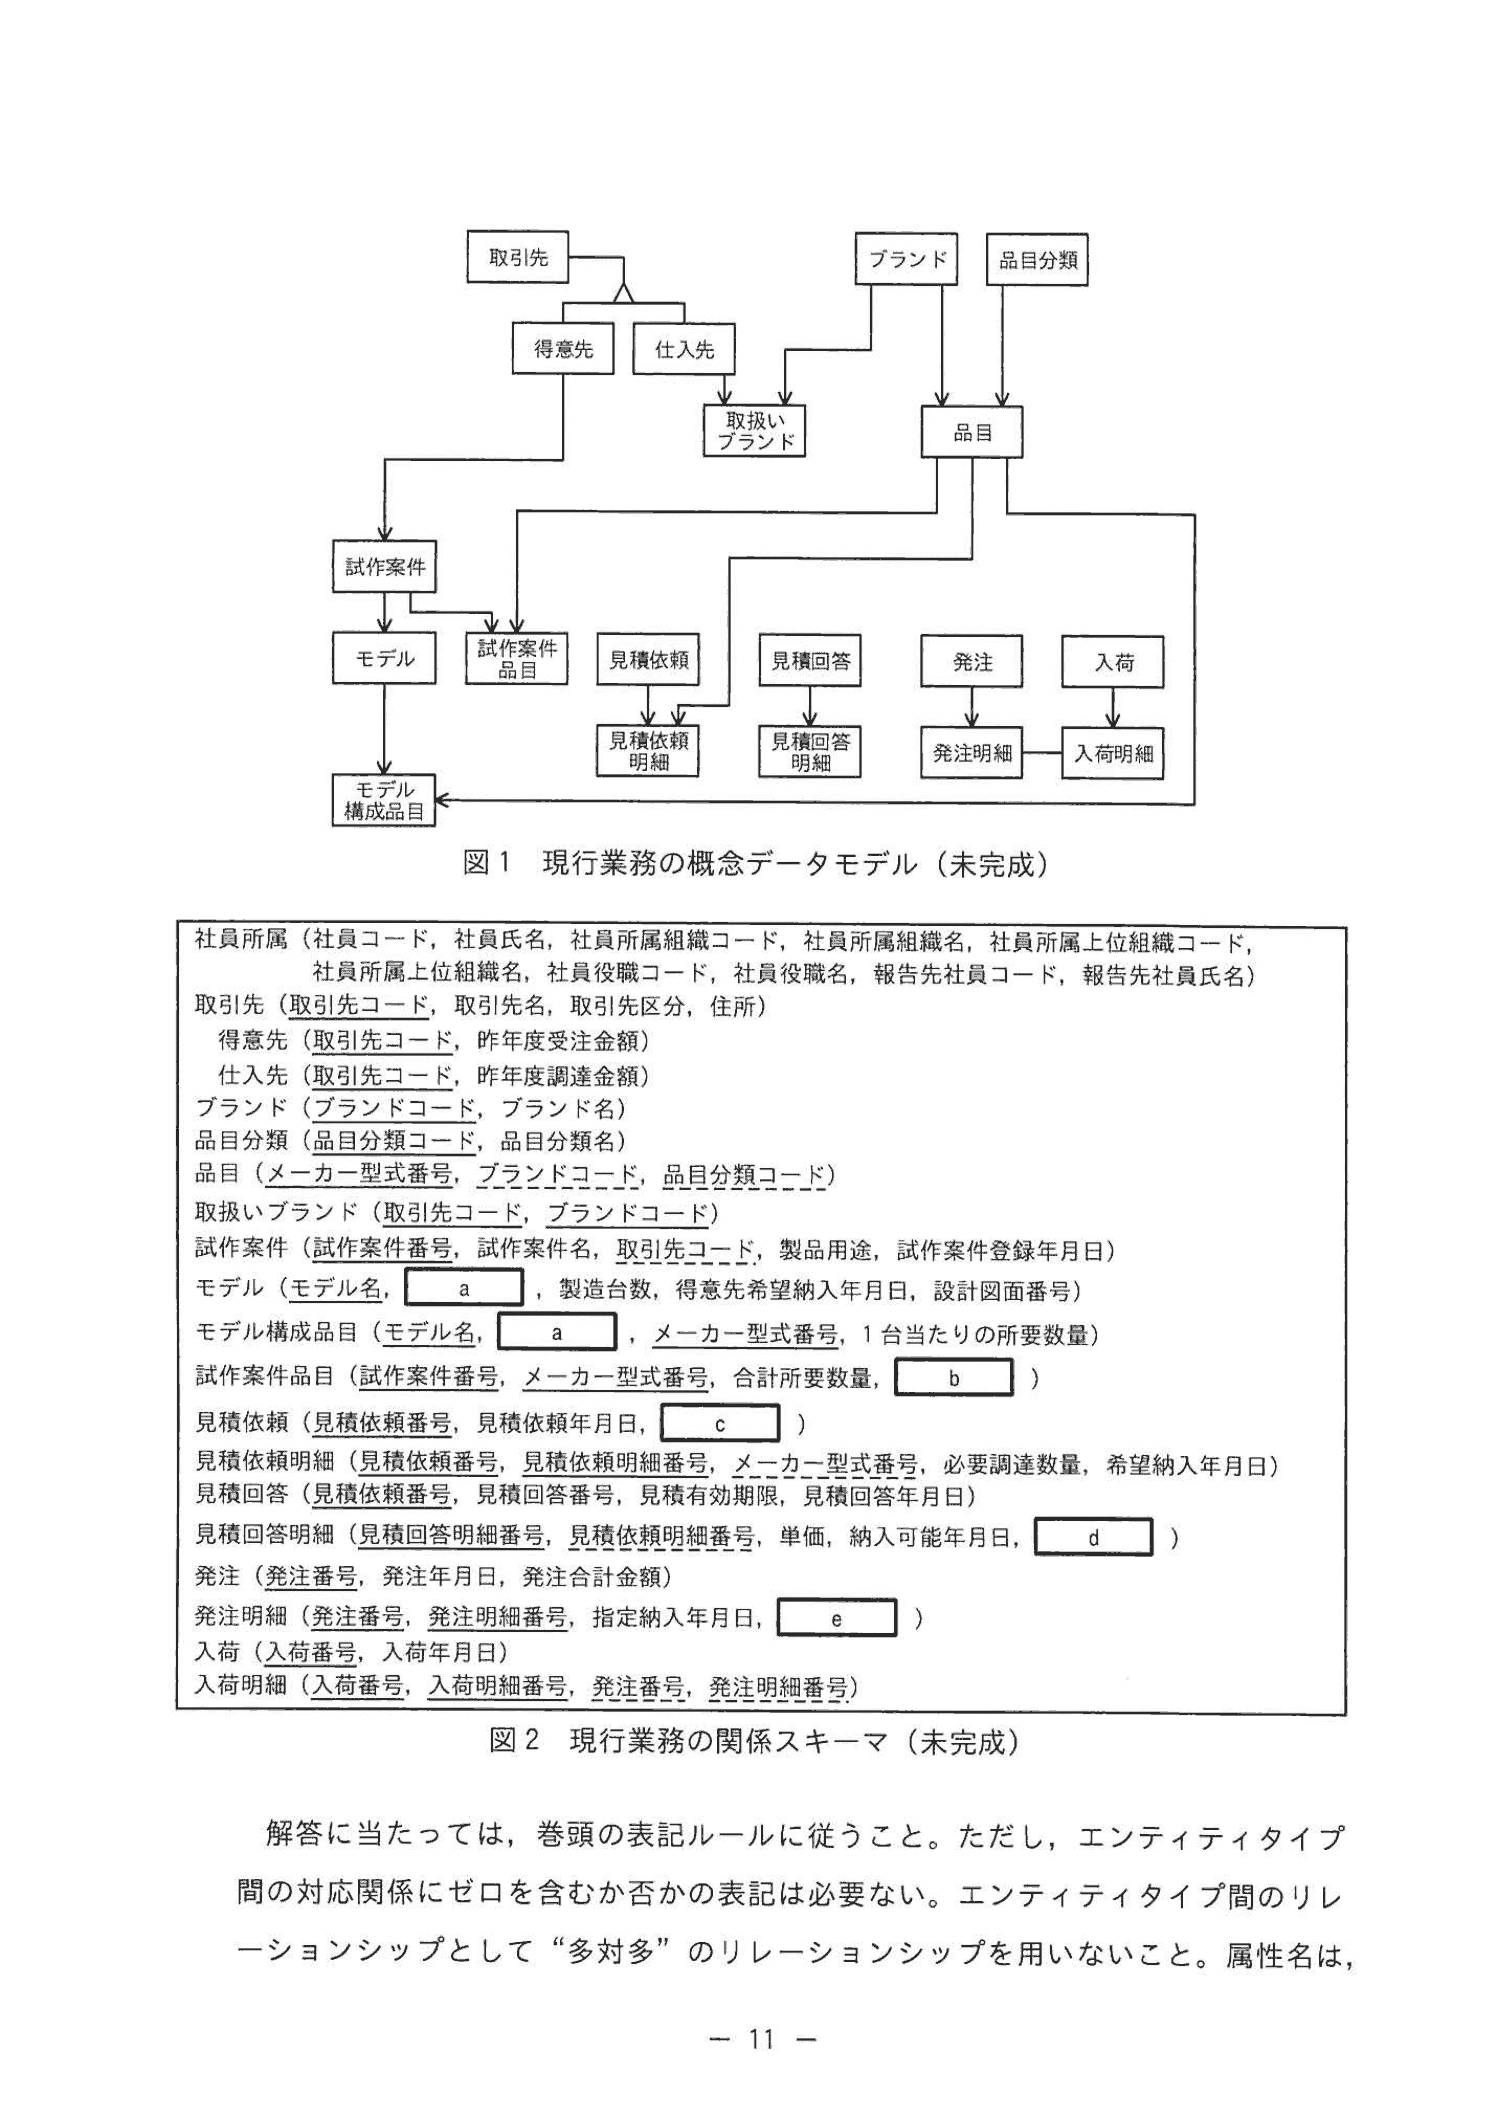 取引先
ブランド
品目分類
得意先
仕入先
取扱い
ブランド
品目
試作案件
モデル
試作案件
品目
見積依頼
見積回答
発注
入荷
見積依頼
明細
見積回答
明細
発注明細
入荷明細
モデル
構成品目
図1 現行業務の概念データモデル（未完成）
社員所属（社員コード，社員氏名，社員所属組織コード，社員所属組織名，社員所属上位組織コード，
社員所属上位組織名，社員役職コード，社員役職名，報告先社員コード，報告先社員氏名）
取引先（取引先コード，取引先名，取引先区分，住所）
得意先（取引先コード，昨年度受注金額）
仕入先（取引先コード，昨年度調達金額）
ブランド（ブランドコード，ブランド名）
品目分類（品目分類コード，品目分類名）
品目（メーカー型式番号，ブランドコード，品目分類コード）
取扱いブランド（取引先コード，ブランドコード）
試作案件（試作案件番号，試作案件名，取引先コード，製品用途，試作案件登録年月日）
モデル（モデル名， a ，製造台数，得意先希望納入年月日，設計図面番号）
モデル構成品目（モデル名， a ，メーカー型式番号，1台当たりの所要数量）
試作案件品目（試作案件番号，メーカー型式番号，合計所要数量， b ）
見積依頼（見積依頼番号，見積依頼年月日， c ）
見積依頼明細（見積依頼番号，見積依頼明細番号，メーカー型式番号，必要調達数量，希望納入年月日）
見積回答（見積依頼番号，見積回答番号，見積有効期限，見積回答年月日）
見積回答明細（見積回答明細番号，見積依頼明細番号，単価，納入可能年月日， d ）
発注（発注番号，発注年月日，発注合計金額）
発注明細（発注番号，発注明細番号，指定納入年月日， e ）
入荷（入荷番号，入荷年月日）
入荷明細（入荷番号，入荷明細番号，発注番号，発注明細番号）
図2 現行業務の関係スキーマ（未完成）
解答に当たっては，巻頭の表記ルールに従うこと。ただし，エンティティタイプ
間の対応関係にゼロを含むか否かの表記は必要ない。エンティティタイプ間のリレ
ーションシップとして“多対多”のリレーションシップを用いないこと。属性名は，
－ 11 －